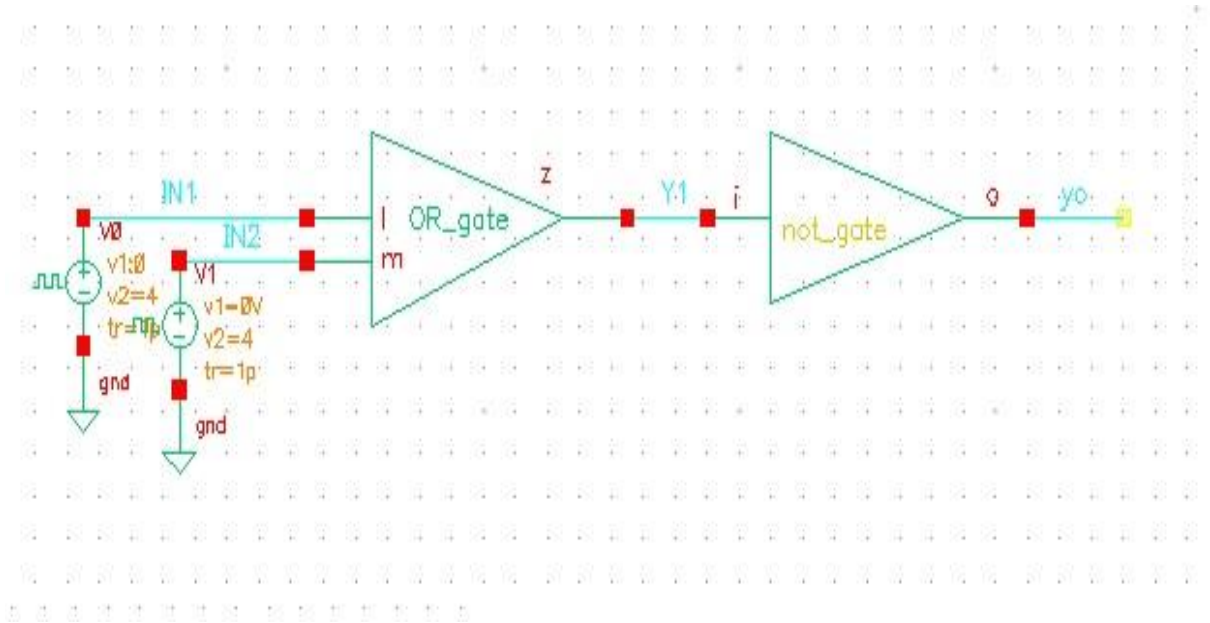 IN1
IN2
V0
v1:0
v2=4
gnd
V1
v1=0V
v2=4
tr=1p
gnd
l
m
OR_gate
z
Y1
i
not_gate
o
yo